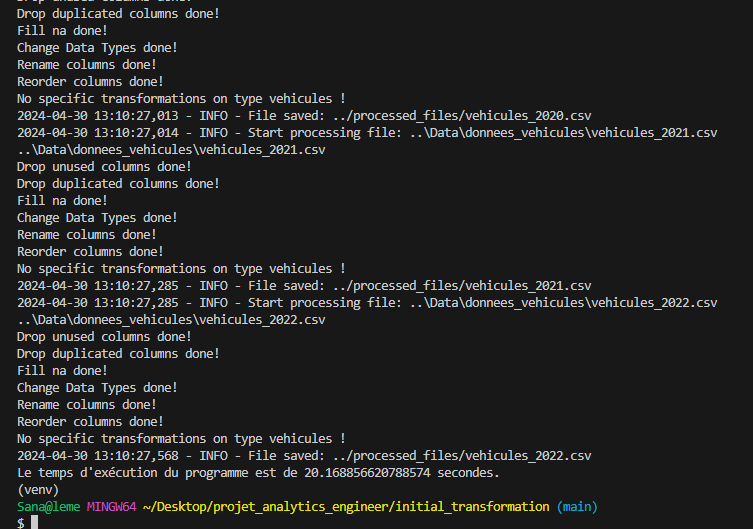 Drop unused columns done!
Drop duplicated columns done!
Fill na done!
Change Data Types done!
Rename columns done!
Reorder columns done!
No specific transformations on type vehicules !
2024-04-30 13:10:27,013 - INFO - File saved: ../processed_files/vehicules_2020.csv
2024-04-30 13:10:27,014 - INFO - Start processing file: ..\Data\donnees_vehicules\vehicules_2021.csv
..\Data\donnees_vehicules\vehicules_2021.csv
Drop unused columns done!
Drop duplicated columns done!
Fill na done!
Change Data Types done!
Rename columns done!
Reorder columns done!
No specific transformations on type vehicules !
2024-04-30 13:10:27,285 - INFO - File saved: ../processed_files/vehicules_2021.csv
2024-04-30 13:10:27,285 - INFO - Start processing file: ..\Data\donnees_vehicules\vehicules_2022.csv
..\Data\donnees_vehicules\vehicules_2022.csv
Drop unused columns done!
Drop duplicated columns done!
Fill na done!
Change Data Types done!
Rename columns done!
Reorder columns done!
No specific transformations on type vehicules !
2024-04-30 13:10:27,568 - INFO - File saved: ../processed_files/vehicules_2022.csv
Le temps d'exécution du programme est de 20.168856620788574 secondes.
(venv)
Sana@leme MINGW64 ~/Desktop/projet_analytics_engineer/initial_transformation (main)
$